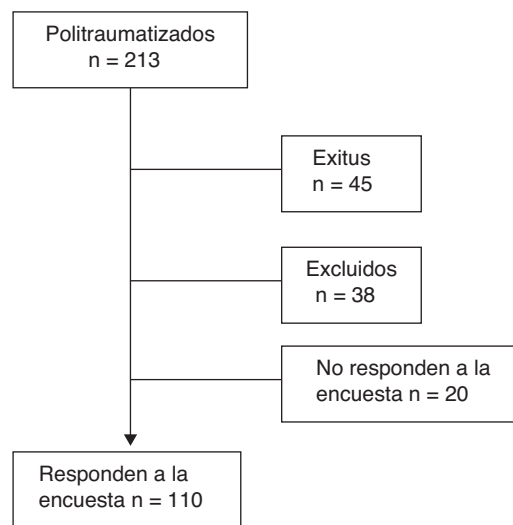 Politraumatizados
n = 213
Exitus
n = 45
Excluidos
n = 38
No responden a la
encuesta n = 20
Responden a la
encuesta n = 110